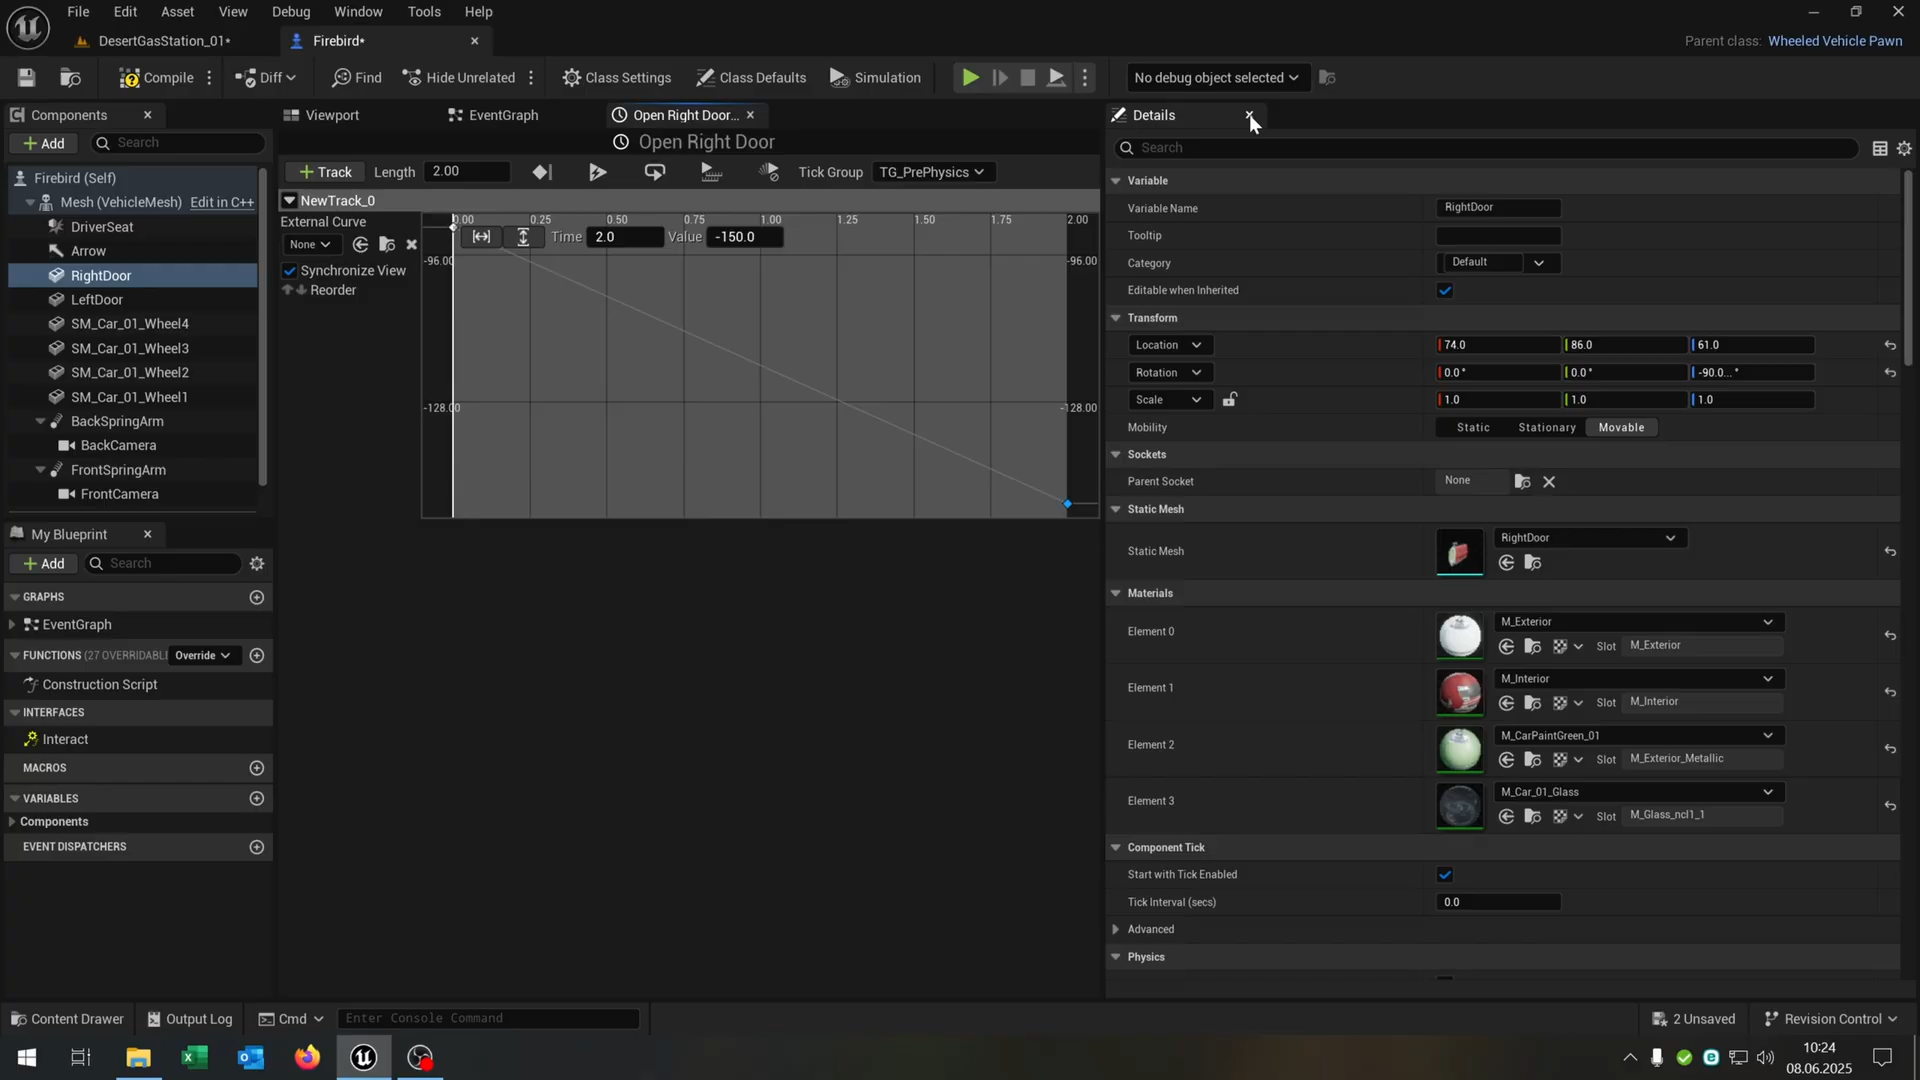 File Edit Asset View Debug Window Tools Help
DesertGasStation_01*
Firebird*
Parent class: Wheeled Vehicle Pawn
Compile
Diff
Find
Hide Unrelated
Class Settings
Class Defaults
Simulation
No debug object selected
Components
Viewport
EventGraph
Open Right Door...
Details
Add
Search
Open Right Door
Search
Track
Length 2.00
Tick Group TG_PrePhysics
Firebird (Self)
Mesh (VehicleMesh) Edit in C++
DriverSeat
Arrow
RightDoor
LeftDoor
SM_Car_01_Wheel4
SM_Car_01_Wheel3
SM_Car_01_Wheel2
SM_Car_01_Wheel1
BackSpringArm
BackCamera
FrontSpringArm
FrontCamera
NewTrack_0
External Curve
None
Synchronize View
Reorder
0.00 0.25 0.50 0.75 1.00 1.25 1.50 1.75 2.00
Time 2.0 Value -150.0
-96.00 -96.00
-128.00 -128.00
My Blueprint
Add
Search
GRAPHS
EventGraph
FUNCTIONS (27 OVERRIDABL Override
Construction Script
INTERFACES
Interact
MACROS
VARIABLES
Components
EVENT DISPATCHERS
Variable
Variable Name RightDoor
Tooltip
Category Default
Editable when Inherited
Transform
Location 74.0 86.0 61.0
Rotation 0.0 ° 0.0 ° -90.0... °
Scale 1.0 1.0 1.0
Mobility Static Stationary Movable
Sockets
Parent Socket None
Static Mesh
Static Mesh RightDoor
Materials
Element 0 M_Exterior
Slot M_Exterior
Element 1 M_Interior
Slot M_Interior
Element 2 M_CarPaintGreen_01
Slot M_Exterior_Metallic
Element 3 M_Car_01_Glass
Slot M_Glass_ncl1_1
Component Tick
Start with Tick Enabled
Tick Interval (secs) 0.0
Advanced
Physics
Content Drawer
Output Log
Cmd
Enter Console Command
2 Unsaved
Revision Control
10:24
08.06.2025